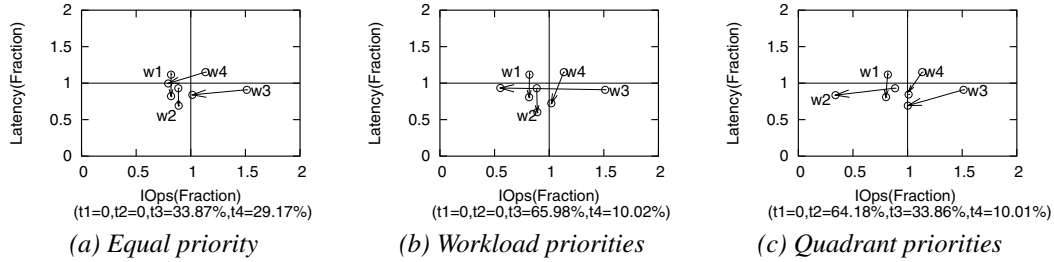 2
1.5
1
0.5
0
Latency(Fraction)
w1
w4
w3
w2
0 0.5 1 1.5 2
IOps(Fraction)
(t1=0,t2=0,t3=33.87%,t4=29.17%)
(a) Equal priority
2
1.5
1
0.5
0
Latency(Fraction)
w1
w4
w3
w2
0 0.5 1 1.5 2
IOps(Fraction)
(t1=0,t2=0,t3=65.98%,t4=10.02%)
(b) Workload priorities
2
1.5
1
0.5
0
Latency(Fraction)
w1
w4
w3
w2
0 0.5 1 1.5 2
IOps(Fraction)
(t1=0,t2=64.18%,t3=33.86%,t4=10.01%)
(c) Quadrant priorities